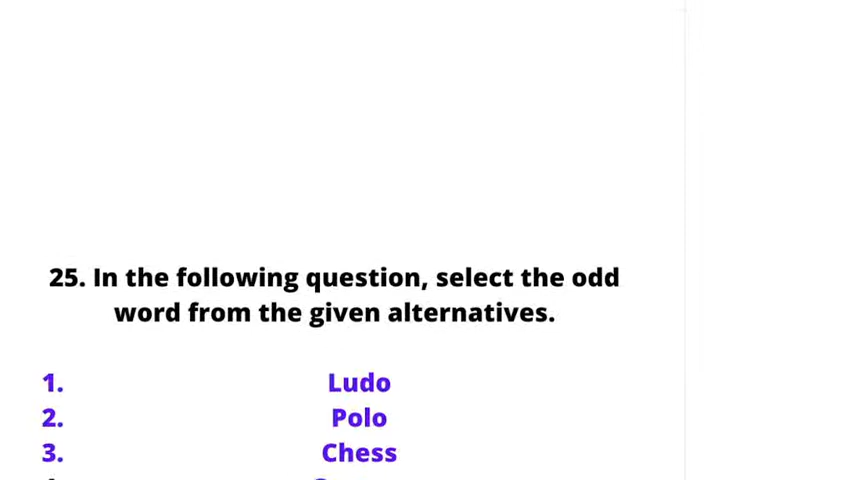 25. In the following question, select the odd
word from the given alternatives.
1. Ludo
2. Polo
3. Chess